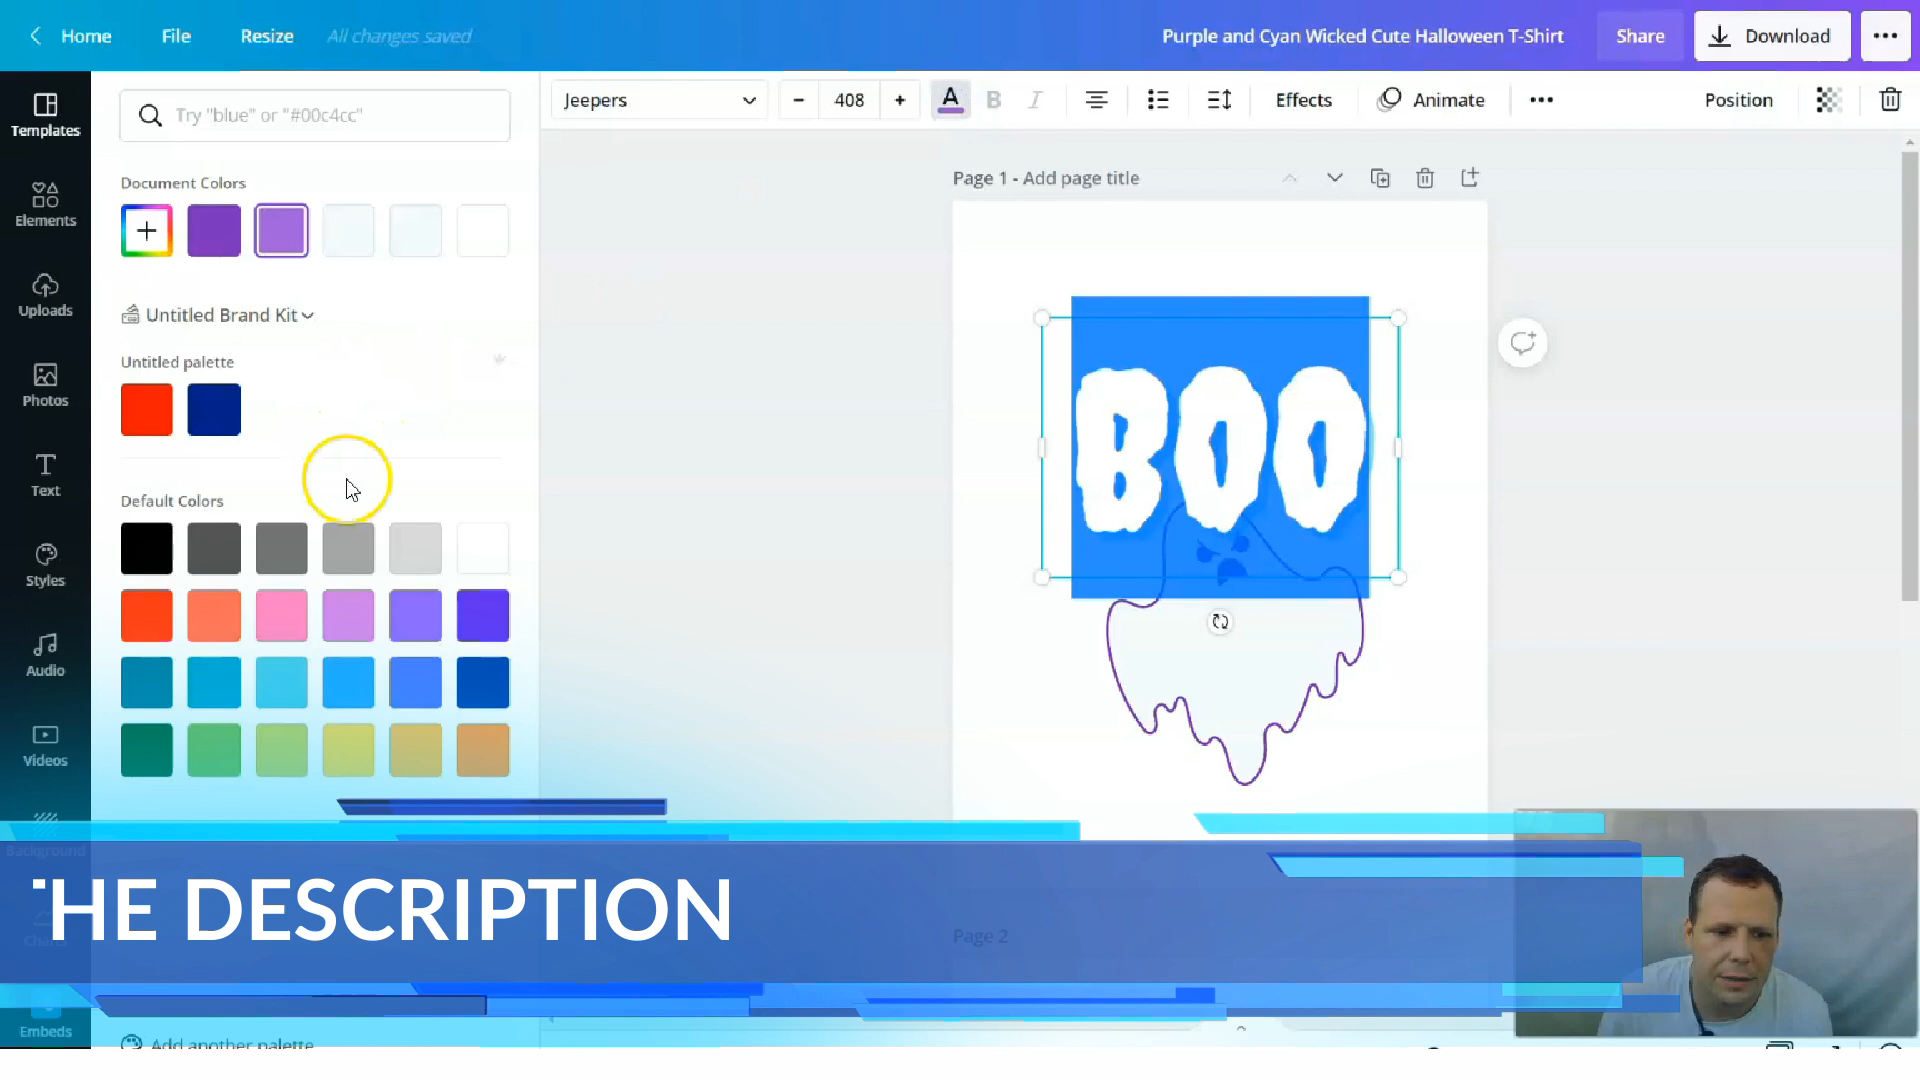 Home File Resize All changes saved Purple and Cyan Wicked Cute Halloween T-Shirt Share Download
Templates
Elements
Uploads
Photos
Text
Styles
Audio
Videos
Background
Embeds
Try "blue" or "#00c4cc"
Document Colors
Untitled Brand Kit
Untitled palette
Default Colors
Add another palette
Jeepers 408 A B I Effects Animate Position
Page 1 - Add page title
BOO
Page 2
THE DESCRIPTION